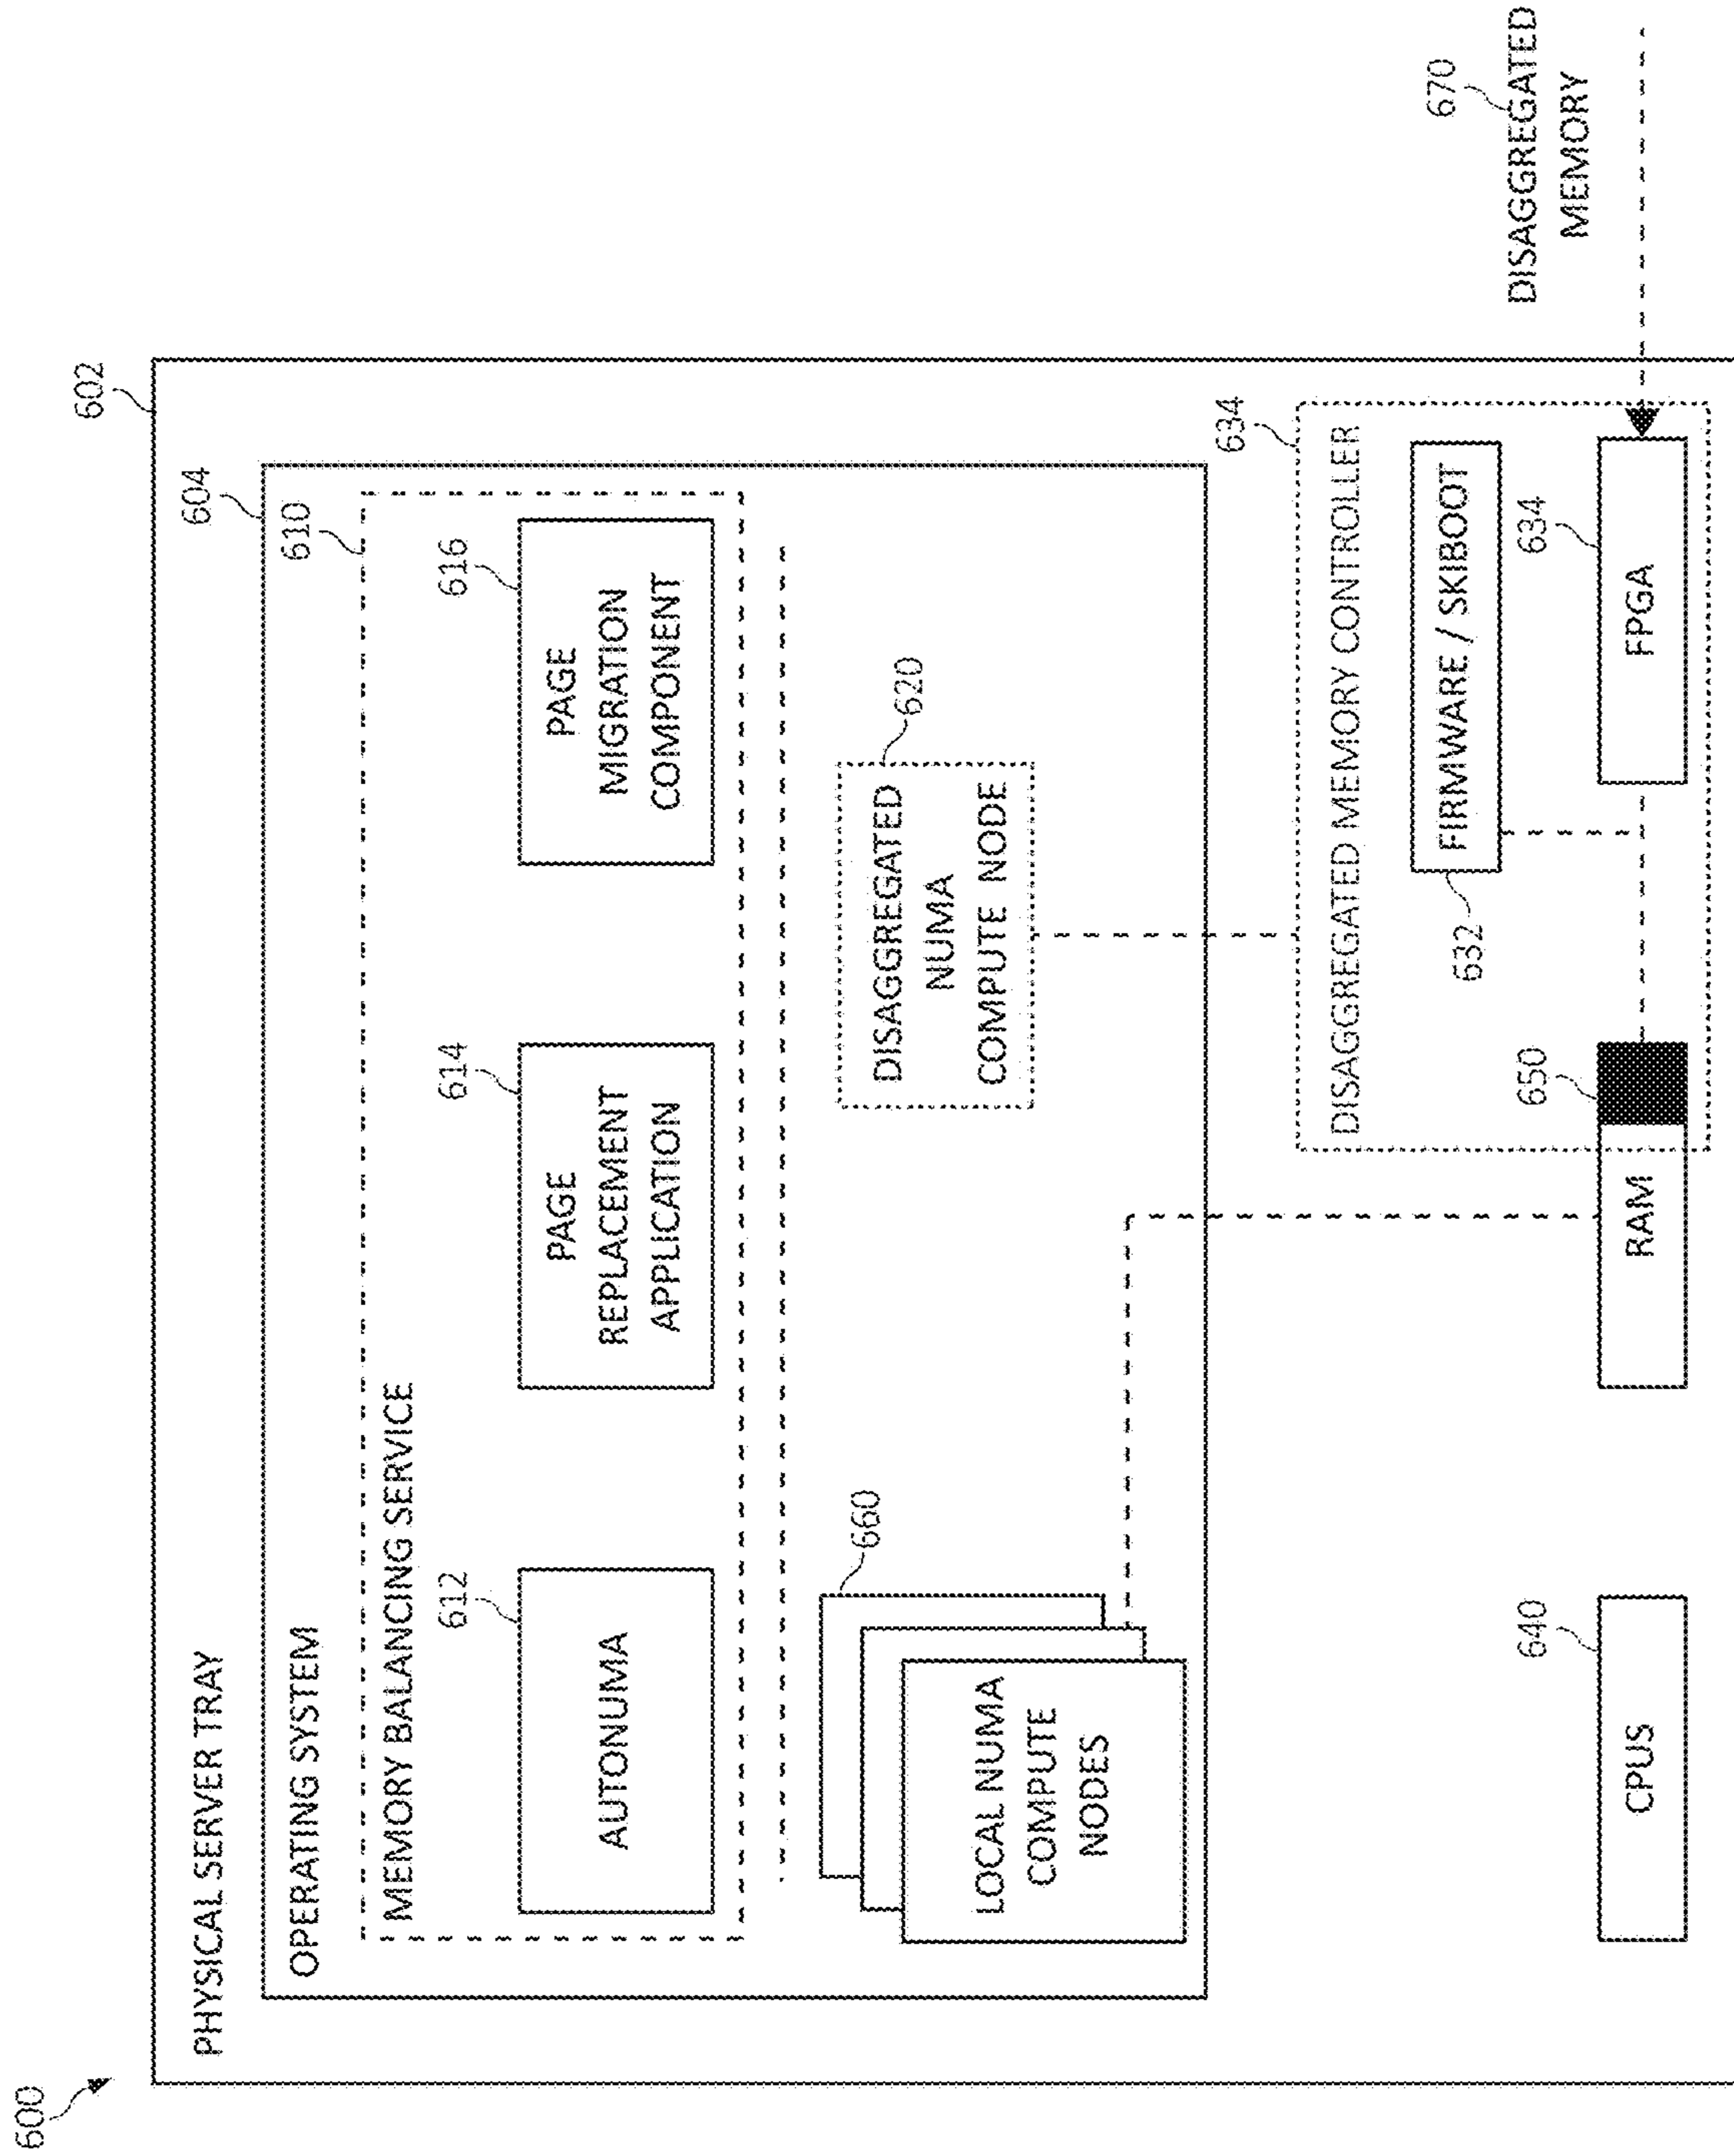 600
602
PHYSICAL SERVER TRAY
604
OPERATING SYSTEM
610
MEMORY BALANCING SERVICE
612
AUTONUMA
614
PAGE
REPLACEMENT
APPLICATION
616
PAGE
MIGRATION
COMPONENT
660
LOCAL NUMA
COMPUTE
NODES
620
DISAGGREGATED
NUMA
COMPUTE NODE
634
DISAGGREGATED MEMORY CONTROLLER
632
FIRMWARE / SKIBOOT
640
CPUS
650
RAM
634
FPGA
670
DISAGGREGATED
MEMORY